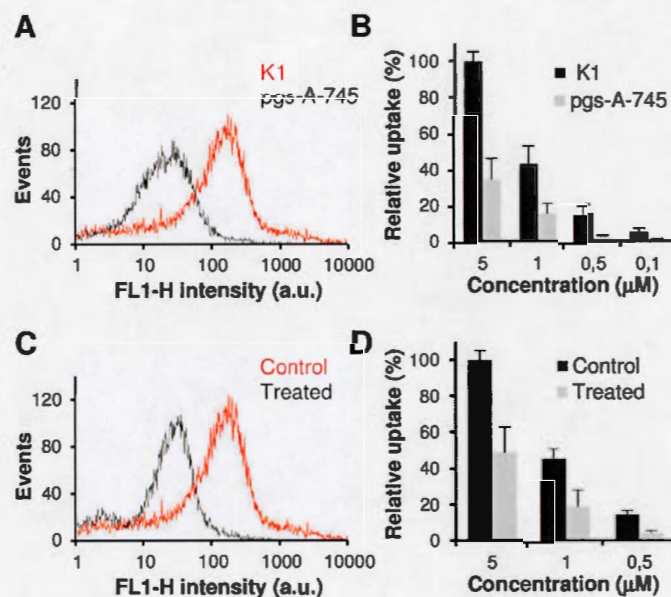 A
K1
pgs-A-745
120
80
40
0
Events
1 10 100 1000 10000
FL1-H intensity (a.u.)
B
Relative uptake (%)
100
80
60
40
20
0
K1
pgs-A-745
5 1 0,5 0,1
Concentration (µM)
C
Control
Treated
120
80
40
0
Events
1 10 100 1000 10000
FL1-H intensity (a.u.)
D
Relative uptake (%)
100
80
60
40
20
0
Control
Treated
5 1 0,5
Concentration (µM)